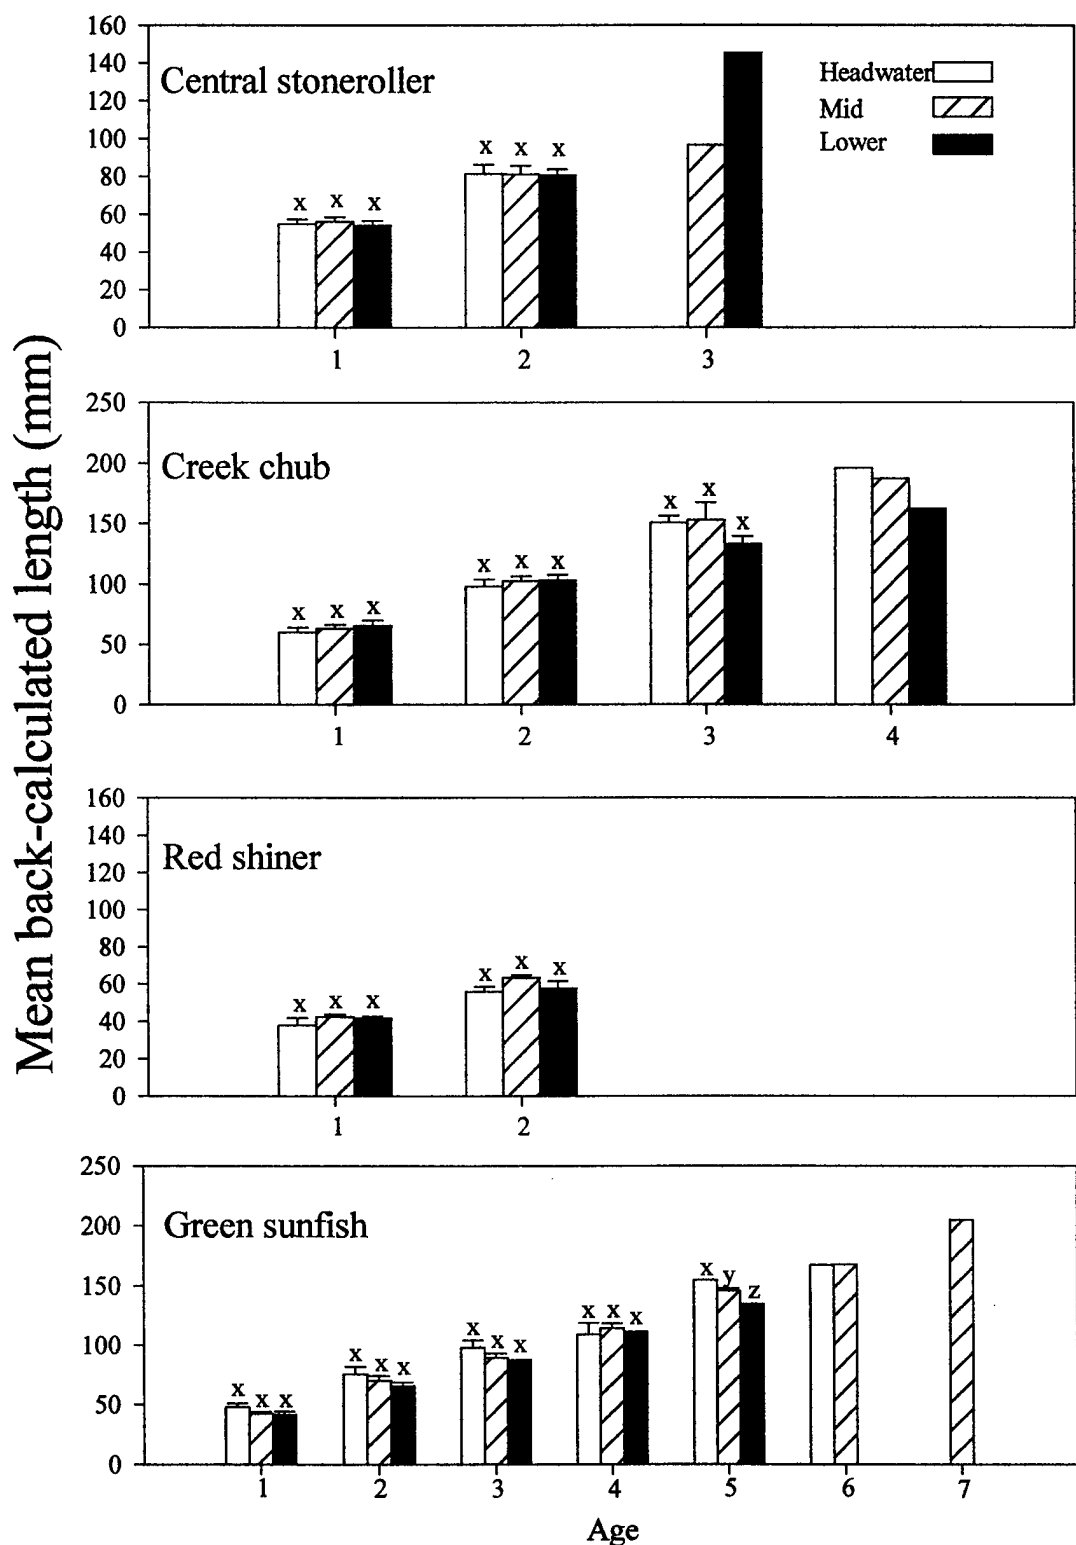 Mean back-calculated length (mm)
160
140
120
100
80
60
40
20
0
Central stoneroller
Headwater
Mid
Lower
x x x
x x x
1 2 3
250
200
150
100
50
0
Creek chub
x x x
x x x
x x x
1 2 3 4
160
140
120
100
80
60
40
20
0
Red shiner
x x x
x x x
1 2
250
200
150
100
50
0
Green sunfish
x x x
x x x
x x x
x x x
x y z
1 2 3 4 5 6 7
Age